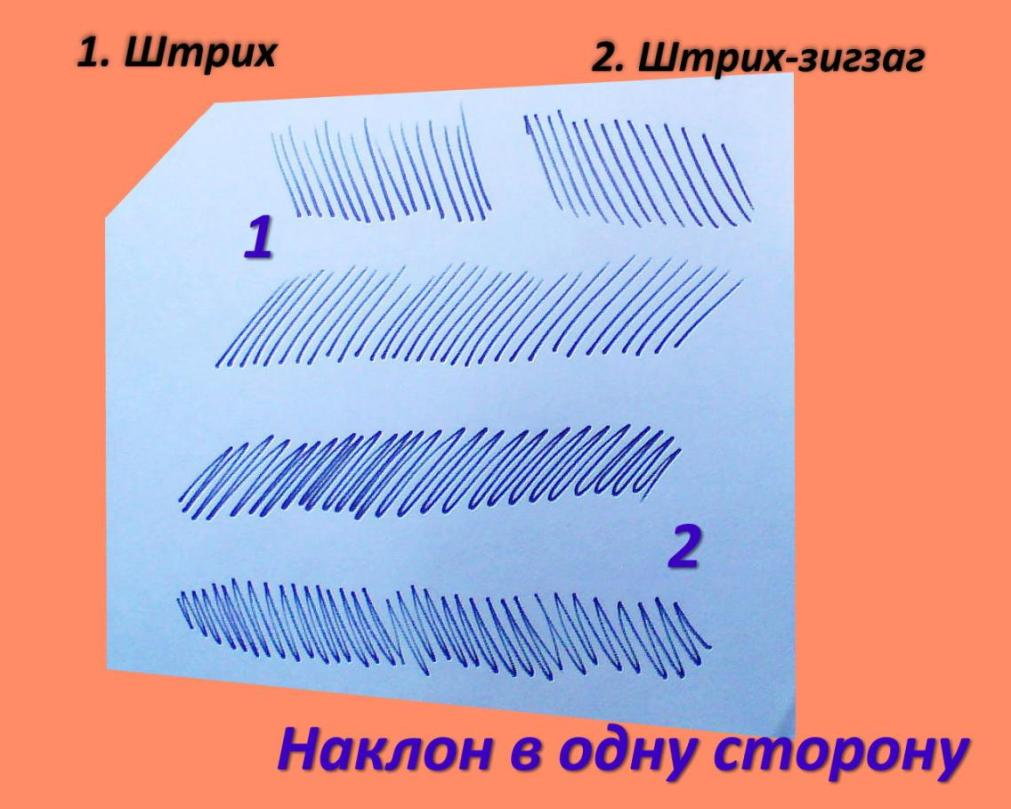 1. Штрих
2. Штрих-зигзаг
1
2
Наклон в одну сторону